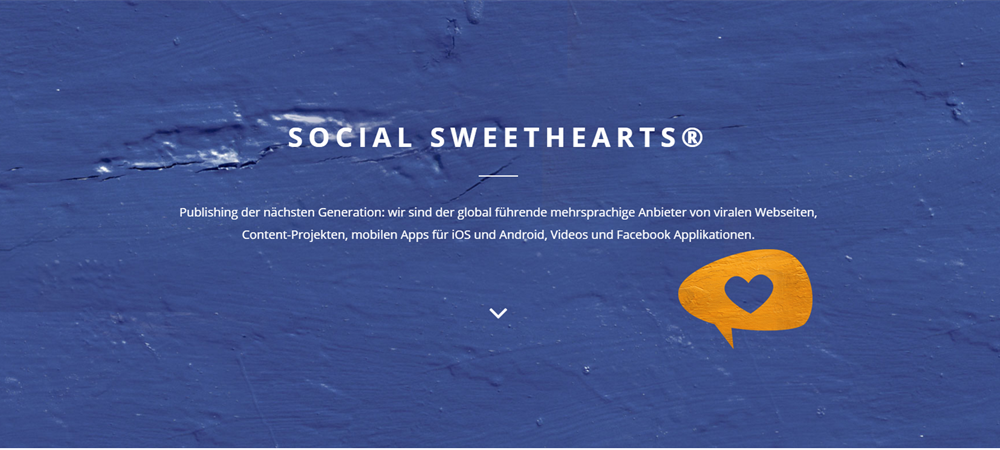 SOCIAL SWEETHEARTS®
Publishing der nächsten Generation: wir sind der global führende mehrsprachige Anbieter von viralen Webseiten,
Content-Projekten, mobilen Apps für iOS und Android, Videos und Facebook Applikationen.